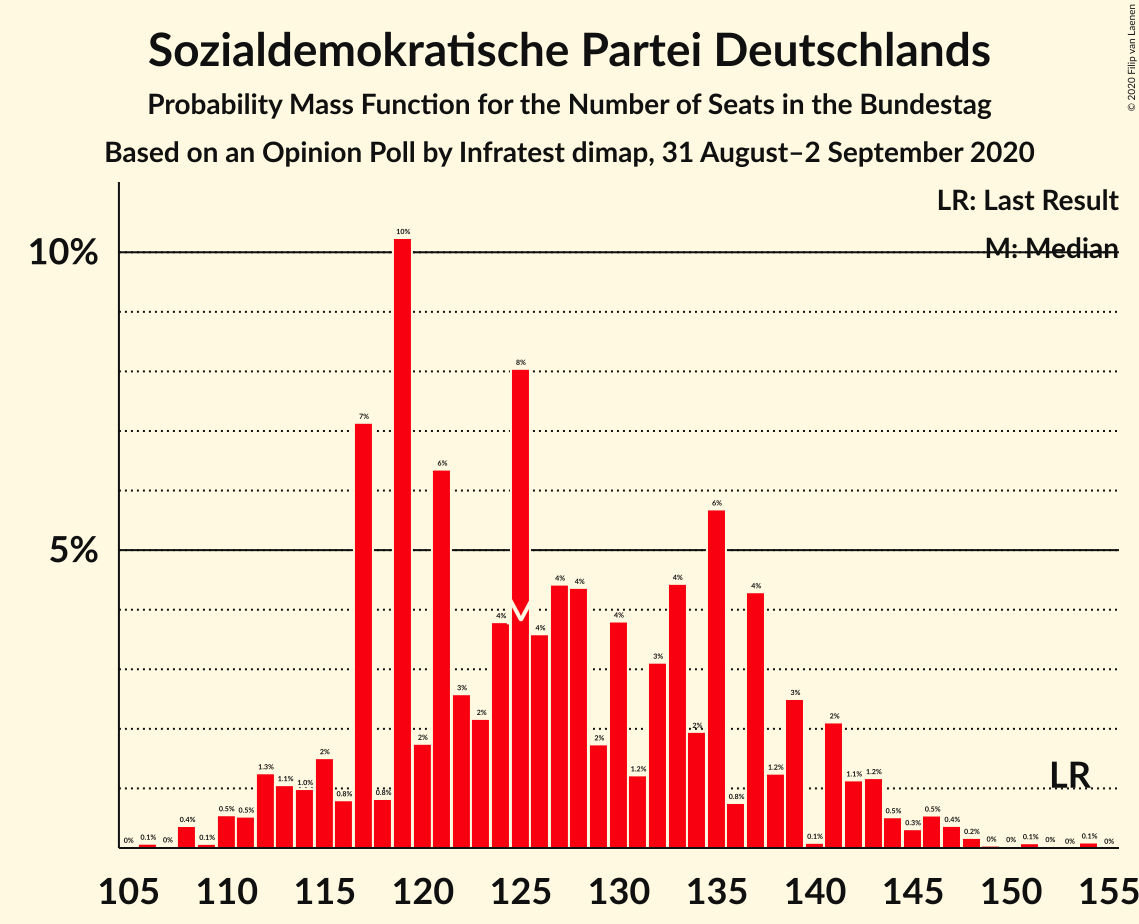 © 2020 Filip van Laenen
Sozialdemokratische Partei Deutschlands
Probability Mass Function for the Number of Seats in the Bundestag
Based on an Opinion Poll by Infratest dimap, 31 August–2 September 2020
LR: Last Result
M: Median
10%
5%
0% 0.1% 0% 0.4% 0.1% 0.5% 0.5% 1.3% 1.1% 1.0% 2% 0.8% 7% 0.8% 10% 2% 6% 3% 2% 4% 8% 4% 4% 4% 2% 4% 1.2% 3% 4% 2% 6% 0.8% 4% 1.2% 3% 0.1% 2% 1.1% 1.2% 0.5% 0.3% 0.5% 0.4% 0.2% 0% 0% 0.1% 0% 0% 0.1% 0%
LR
105 110 115 120 125 130 135 140 145 150 155